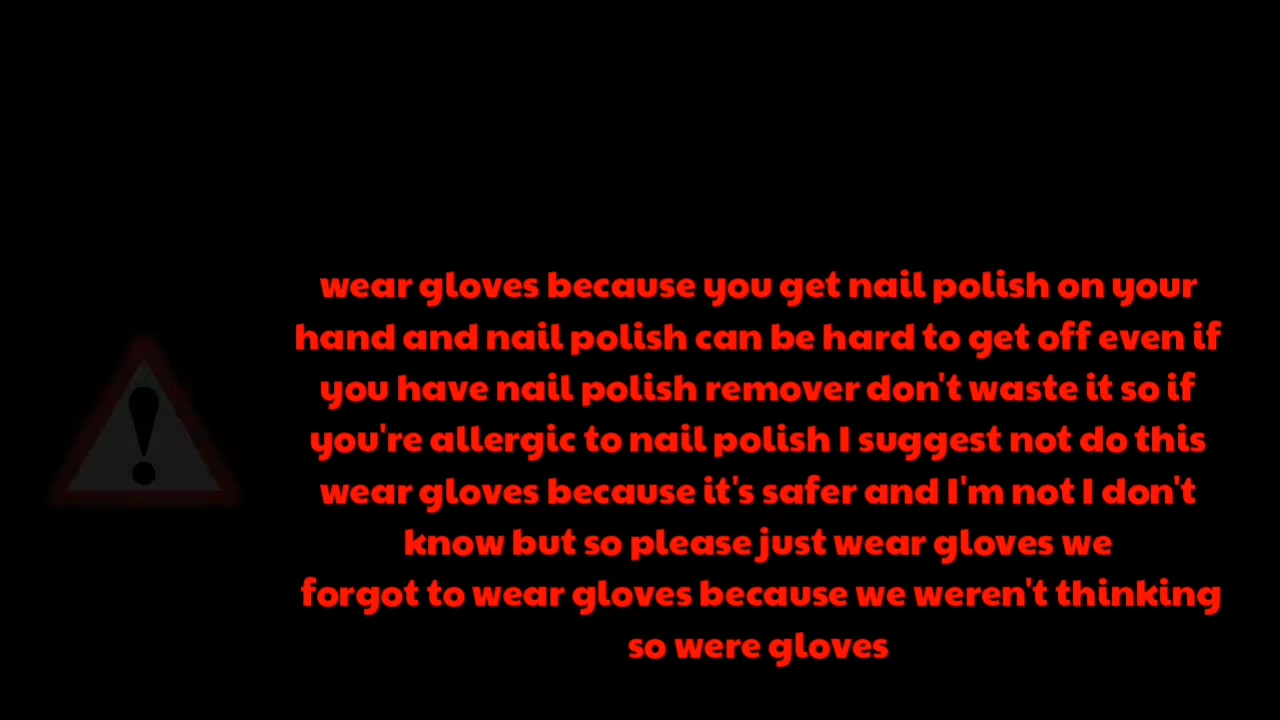 wear gloves because you get nail polish on your
hand and nail polish can be hard to get off even if
you have nail polish remover don't waste it so if
you're allergic to nail polish I suggest not do this
wear gloves because it's safer and I'm not I don't
know but so please just wear gloves we
forgot to wear gloves because we weren't thinking
so were gloves